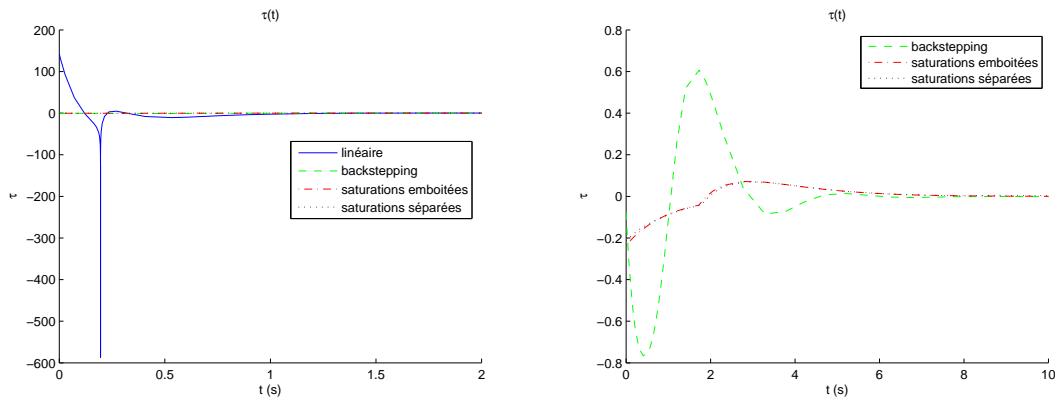 τ(t)
200
100
0
−100
−200
−300
−400
−500
−600
τ
0
0.5
1
1.5
2
t (s)
linéaire
backstepping
saturations emboitées
saturations séparées
τ(t)
0.8
0.6
0.4
0.2
0
−0.2
−0.4
−0.6
−0.8
τ
0
2
4
6
8
10
t (s)
backstepping
saturations emboitées
saturations séparées